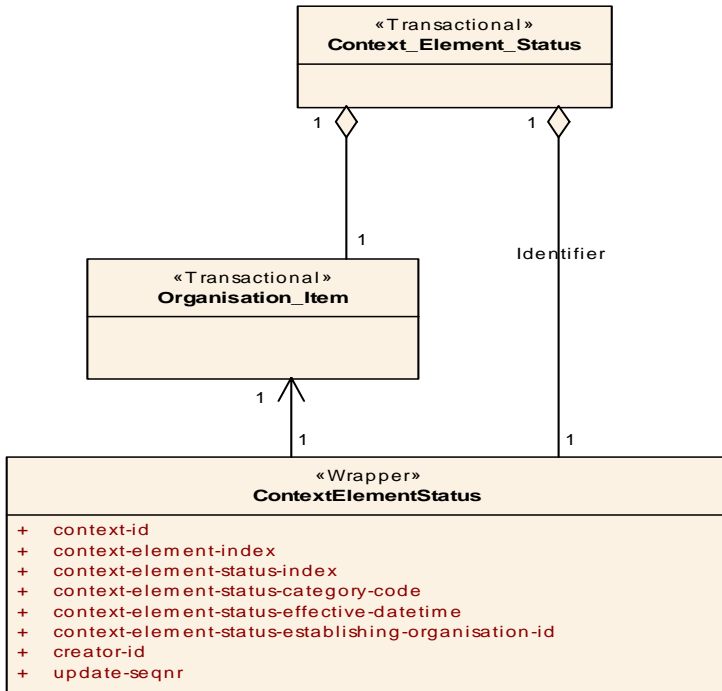 «Transactional»
Context_Element_Status
1
1
1
Identifier
«Transactional»
Organisation_Item
1
1
1
«Wrapper»
ContextElementStatus
+ context-id
+ context-element-index
+ context-element-status-index
+ context-element-status-category-code
+ context-element-status-effective-datetime
+ context-element-status-establishing-organisation-id
+ creator-id
+ update-seqnr